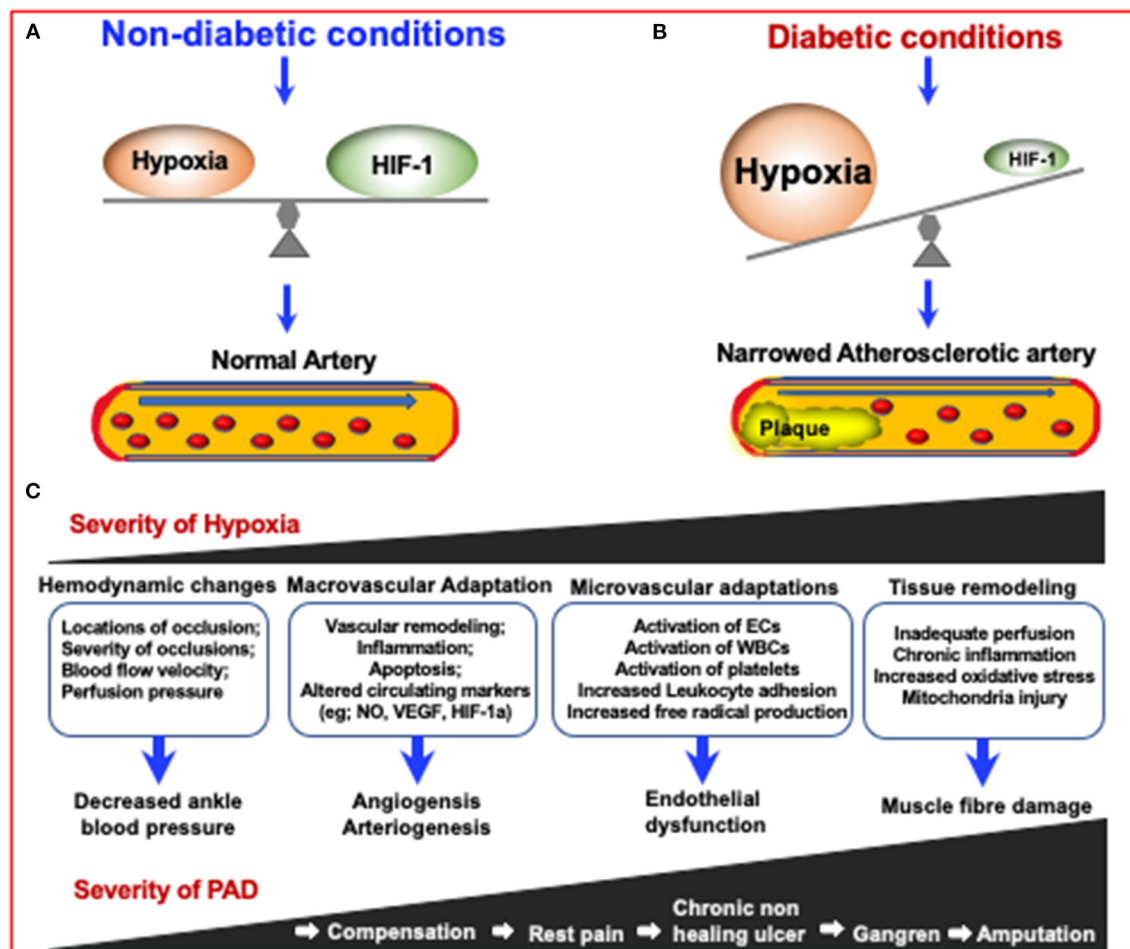 A
Non-diabetic conditions
Hypoxia
HIF-1
Normal Artery
B
Diabetic conditions
Hypoxia
HIF-1
Narrowed Atherosclerotic artery
Plaque
C
Severity of Hypoxia
Hemodynamic changes
Locations of occlusion;
Severity of occlusions;
Blood flow velocity;
Perfusion pressure
Decreased ankle
blood pressure
Macrovascular Adaptation
Vascular remodeling;
Inflammation;
Apoptosis;
Altered circulating markers
(eg; NO, VEGF, HIF-1a)
Angiogensis
Arteriogenesis
Microvascular adaptations
Activation of ECs
Activation of WBCs
Activation of platelets
Increased Leukocyte adhesion
Increased free radical production
Endothelial
dysfunction
Tissue remodeling
Inadequate perfusion
Chronic inflammation
Increased oxidative stress
Mitochondria injury
Muscle fibre damage
Severity of PAD
Compensation
Rest pain
Chronic non
healing ulcer
Gangren
Amputation